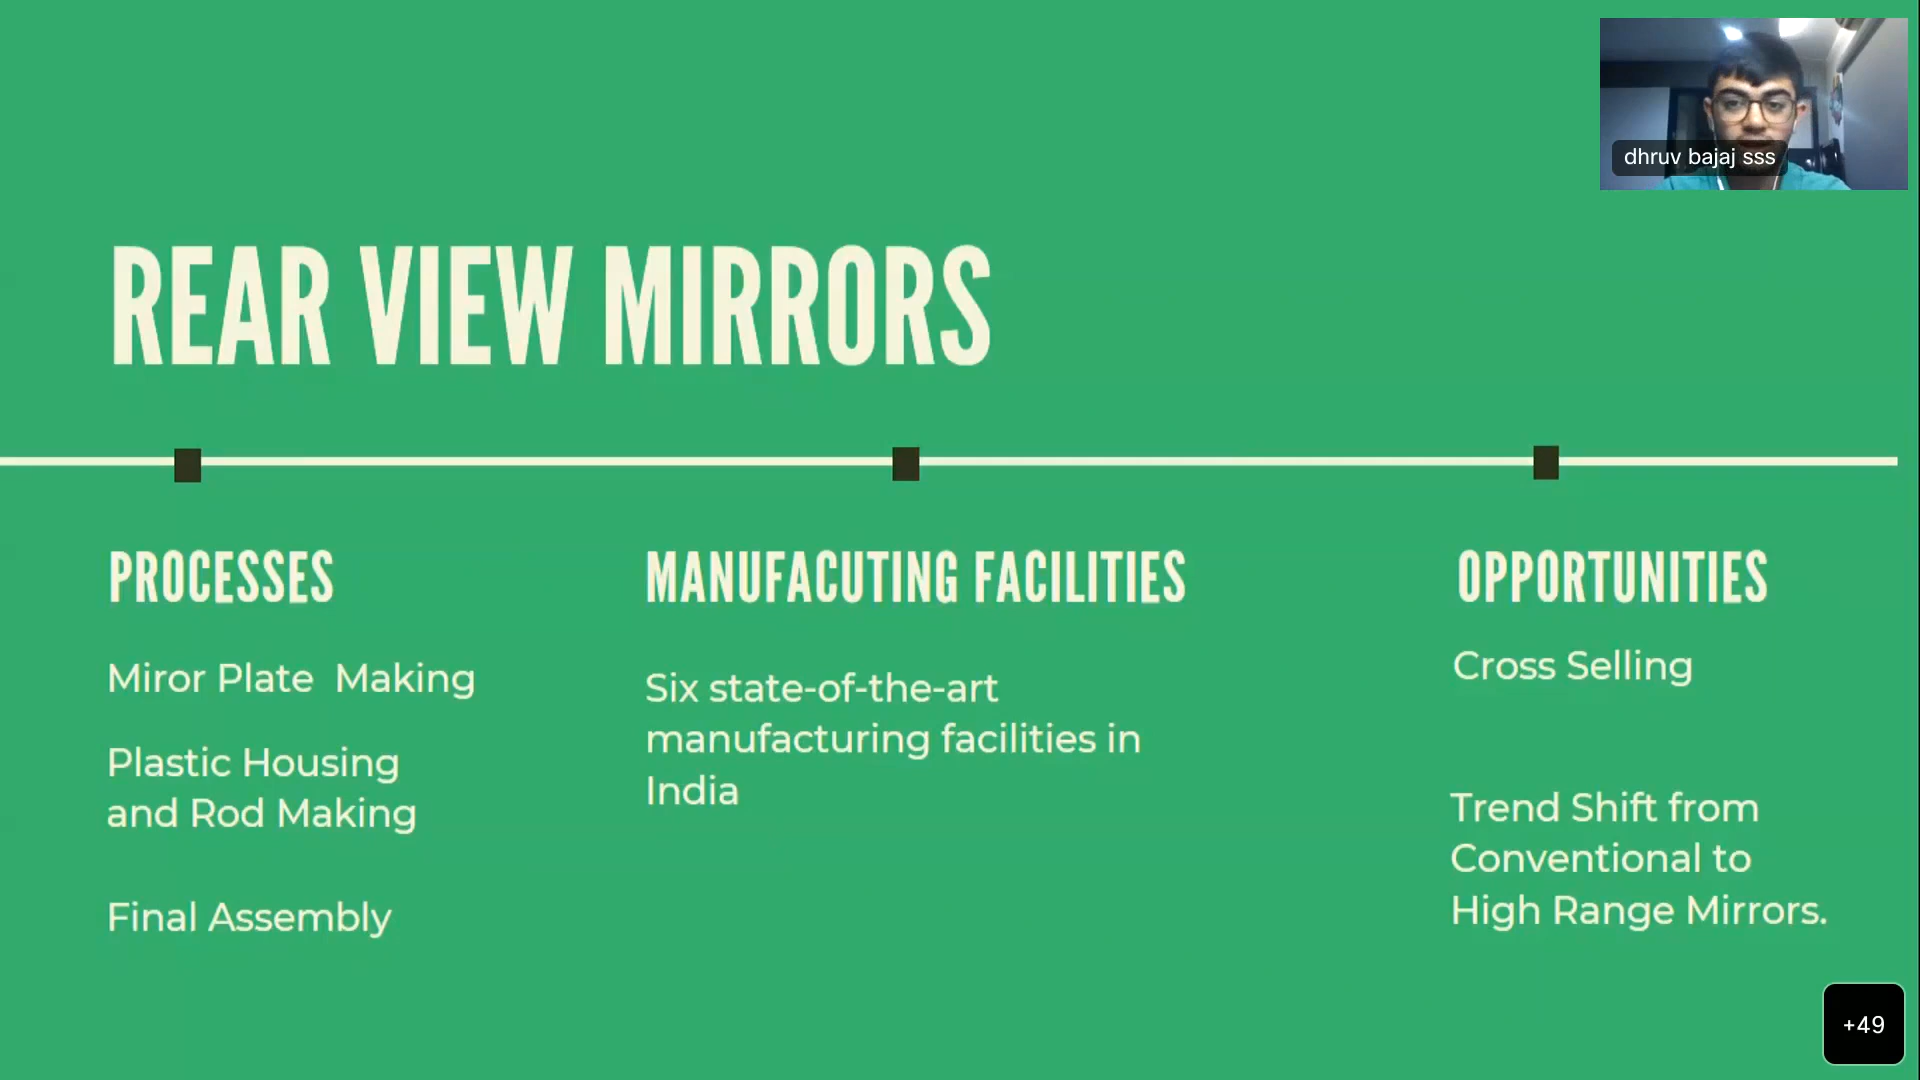 dhruv bajaj sss
REAR VIEW MIRRORS
PROCESSES
Miror Plate  Making
Plastic Housing
and Rod Making
Final Assembly
MANUFACUTING FACILITIES
Six state-of-the-art
manufacturing facilities in
India
OPPORTUNITIES
Cross Selling
Trend Shift from
Conventional to
High Range Mirrors.
+49